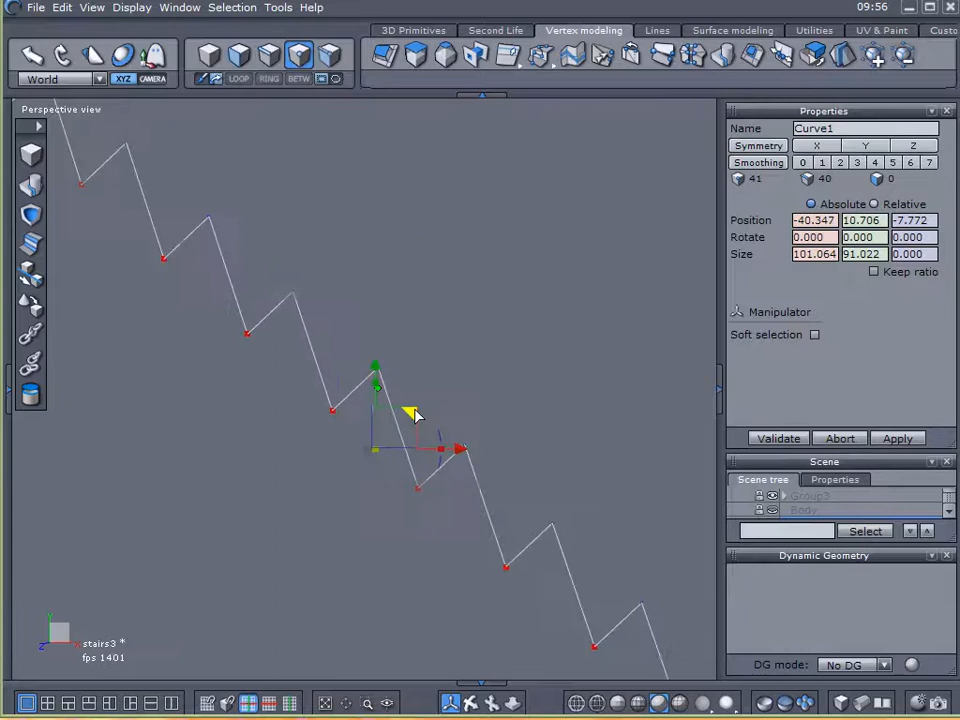 File Edit View Display Window Selection Tools Help 09:56
3D Primitives Second Life Vertex modeling Lines Surface modeling Utilities UV & Paint Custo
World XYZ CAMERA LOOP RING BETW
Perspective view
Properties
Name Curve1
Symmetry X Y Z
Smoothing 0 1 2 3 4 5 6 7
41 40 0
Absolute Relative
Position -40.347 10.706 -7.772
Rotate 0.000 0.000 0.000
Size 101.064 91.022 0.000
Keep ratio
Manipulator
Soft selection
Validate Abort Apply
Scene
Scene tree Properties
Group3
Body
Select
Dynamic Geometry
DG mode: No DG
Y
Z X
stairs3 *
fps 1401